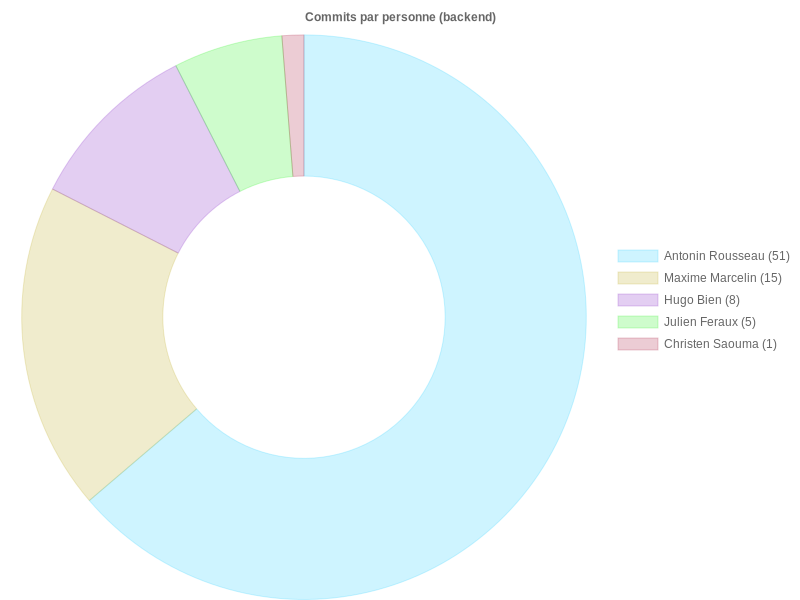 Commits par personne (backend)
Antonin Rousseau (51)
Maxime Marcelin (15)
Hugo Bien (8)
Julien Feraux (5)
Christen Saouma (1)